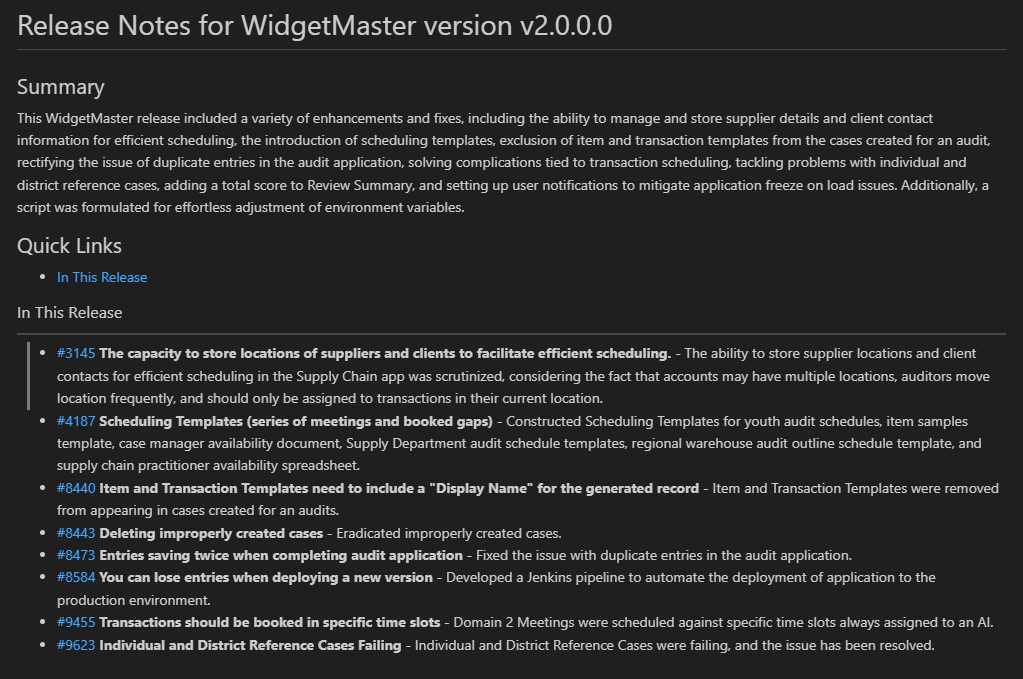 Release Notes for WidgetMaster version v2.0.0.0
Summary
This WidgetMaster release included a variety of enhancements and fixes, including the ability to manage and store supplier details and client contact
information for efficient scheduling, the introduction of scheduling templates, exclusion of item and transaction templates from the cases created for an audit,
rectifying the issue of duplicate entries in the audit application, solving complications tied to transaction scheduling, tackling problems with individual and
district reference cases, adding a total score to Review Summary, and setting up user notifications to mitigate application freeze on load issues. Additionally, a
script was formulated for effortless adjustment of environment variables.
Quick Links
• In This Release
In This Release
• #3145 The capacity to store locations of suppliers and clients to facilitate efficient scheduling. - The ability to store supplier locations and client
contacts for efficient scheduling in the Supply Chain app was scrutinized, considering the fact that accounts may have multiple locations, auditors move
location frequently, and should only be assigned to transactions in their current location.
• #4187 Scheduling Templates (series of meetings and booked gaps) - Constructed Scheduling Templates for youth audit schedules, item samples
template, case manager availability document, Supply Department audit schedule templates, regional warehouse audit outline schedule template, and
supply chain practitioner availability spreadsheet.
• #8440 Item and Transaction Templates need to include a "Display Name" for the generated record - Item and Transaction Templates were removed
from appearing in cases created for an audits.
• #8443 Deleting improperly created cases - Eradicated improperly created cases.
• #8473 Entries saving twice when completing audit application - Fixed the issue with duplicate entries in the audit application.
• #8584 You can lose entries when deploying a new version - Developed a Jenkins pipeline to automate the deployment of application to the
production environment.
• #9455 Transactions should be booked in specific time slots - Domain 2 Meetings were scheduled against specific time slots always assigned to an AI.
• #9623 Individual and District Reference Cases Failing - Individual and District Reference Cases were failing, and the issue has been resolved.